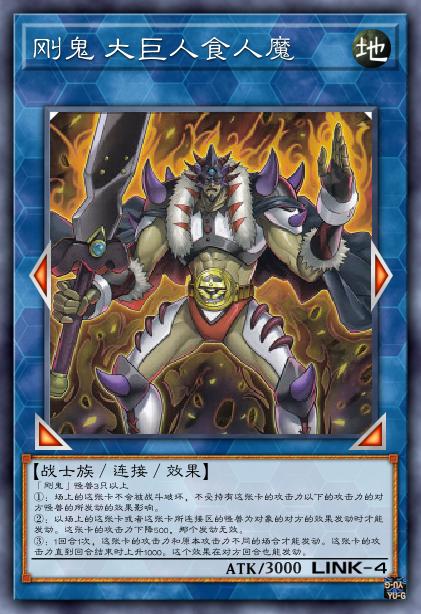 刚鬼 大巨人食人魔
地
【战士族／连接／效果】
「刚鬼」怪兽3只以上
①：场上的这张卡不会被战斗破坏，不受持有这张卡的攻击力以下的攻击力的对
方怪兽的所发动的效果影响。
②：以场上的这张卡或者这张卡所连接区的怪兽为对象的对方的效果发动时才能
发动。这张卡的攻击力下降500，那个发动无效。
③：1回合1次，这张卡的攻击力和原本攻击力不同的场合才能发动。这张卡的攻
击力直到回合结束时上升1000。这个效果在对方回合也能发动。
ATK/3000 LINK-4